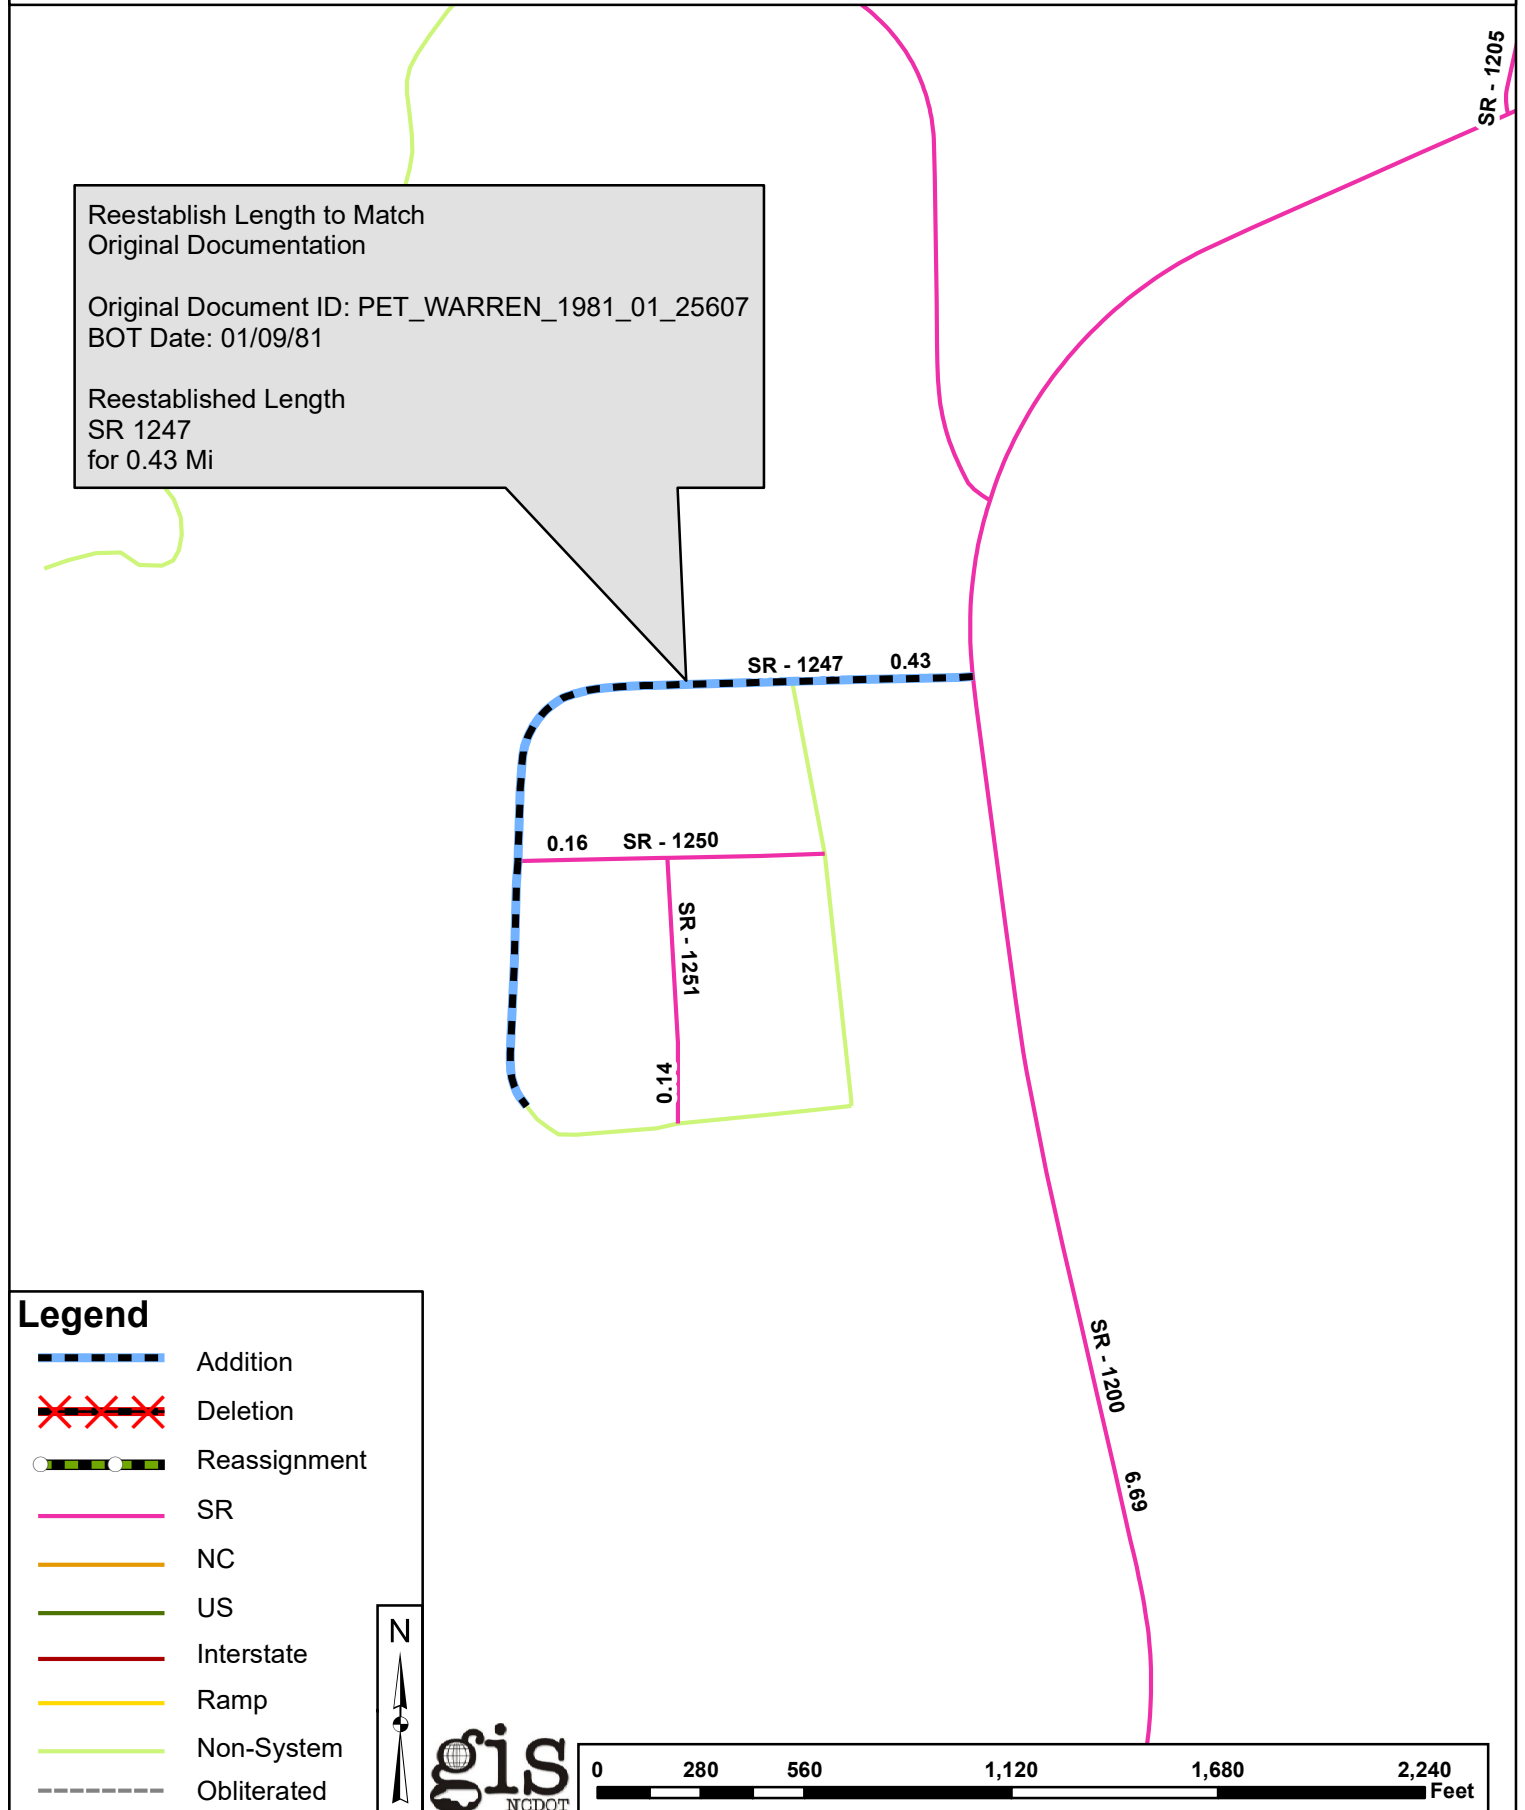 SR - 1205
Reestablish Length to Match
Original Documentation
Original Document ID: PET_WARREN_1981_01_25607
BOT Date: 01/09/81
Reestablished Length
SR 1247
for 0.43 Mi
SR - 1247 0.43
0.16 SR - 1250
SR - 1251
0.14
SR - 1200
6.69
Legend
Addition
Deletion
Reassignment
SR
NC
US
Interstate
Ramp
Non-System
Obliterated
N
gis
NCDOT
0 280 560 1,120 1,680 2,240
Feet